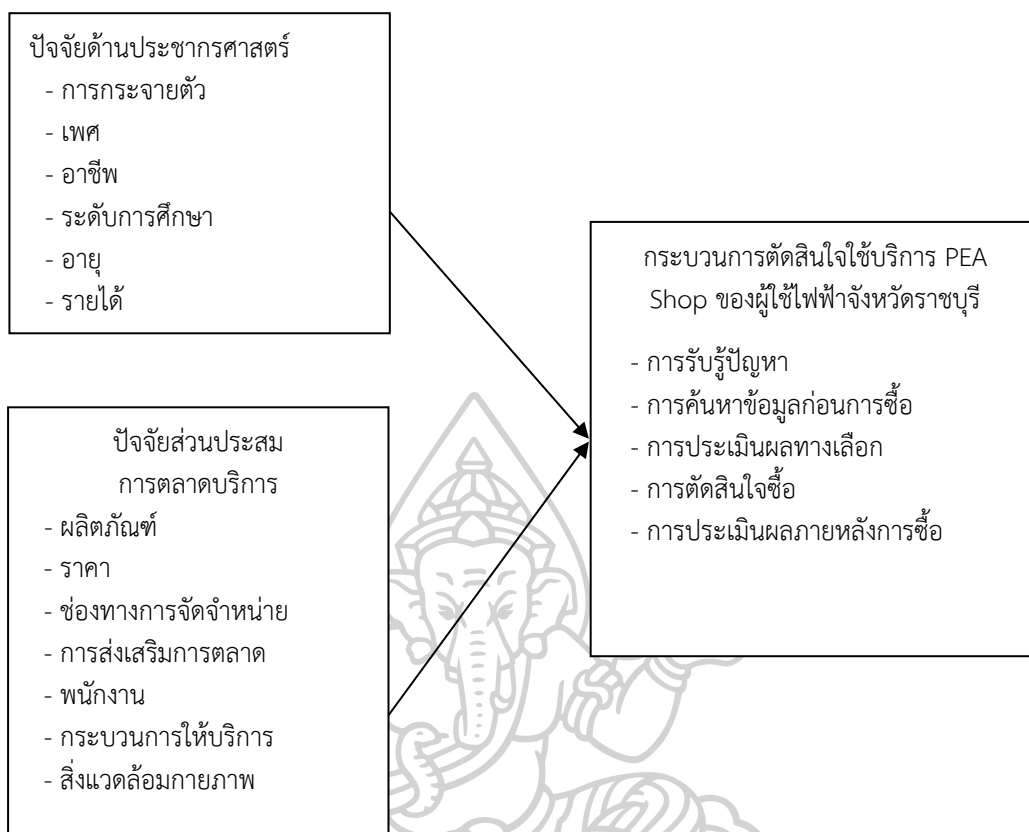 ปัจจัยด้านประชากรศาสตร์
- การกระจายตัว
- เพศ
- อาชีพ
- ระดับการศึกษา
- อายุ
- รายได้
ปัจจัยส่วนประสม
การตลาดบริการ
- ผลิตภัณฑ์
- ราคา
- ช่องทางการจัดจำหน่าย
- การส่งเสริมการตลาด
- พนักงาน
- กระบวนการให้บริการ
- สิ่งแวดล้อมกายภาพ
กระบวนการตัดสินใจใช้บริการ PEA
Shop ของผู้ใช้ไฟฟ้าจังหวัดราชบุรี
- การรับรู้ปัญหา
- การค้นหาข้อมูลก่อนการซื้อ
- การประเมินผลทางเลือก
- การตัดสินใจซื้อ
- การประเมินผลภายหลังการซื้อ